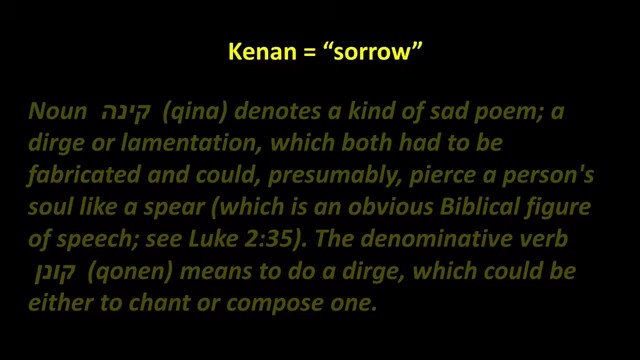 Kenan = “sorrow”
Noun קינה (qina) denotes a kind of sad poem; a
dirge or lamentation, which both had to be
fabricated and could, presumably, pierce a person's
soul like a spear (which is an obvious Biblical figure
of speech; see Luke 2:35). The denominative verb
קונן (qonen) means to do a dirge, which could be
either to chant or compose one.